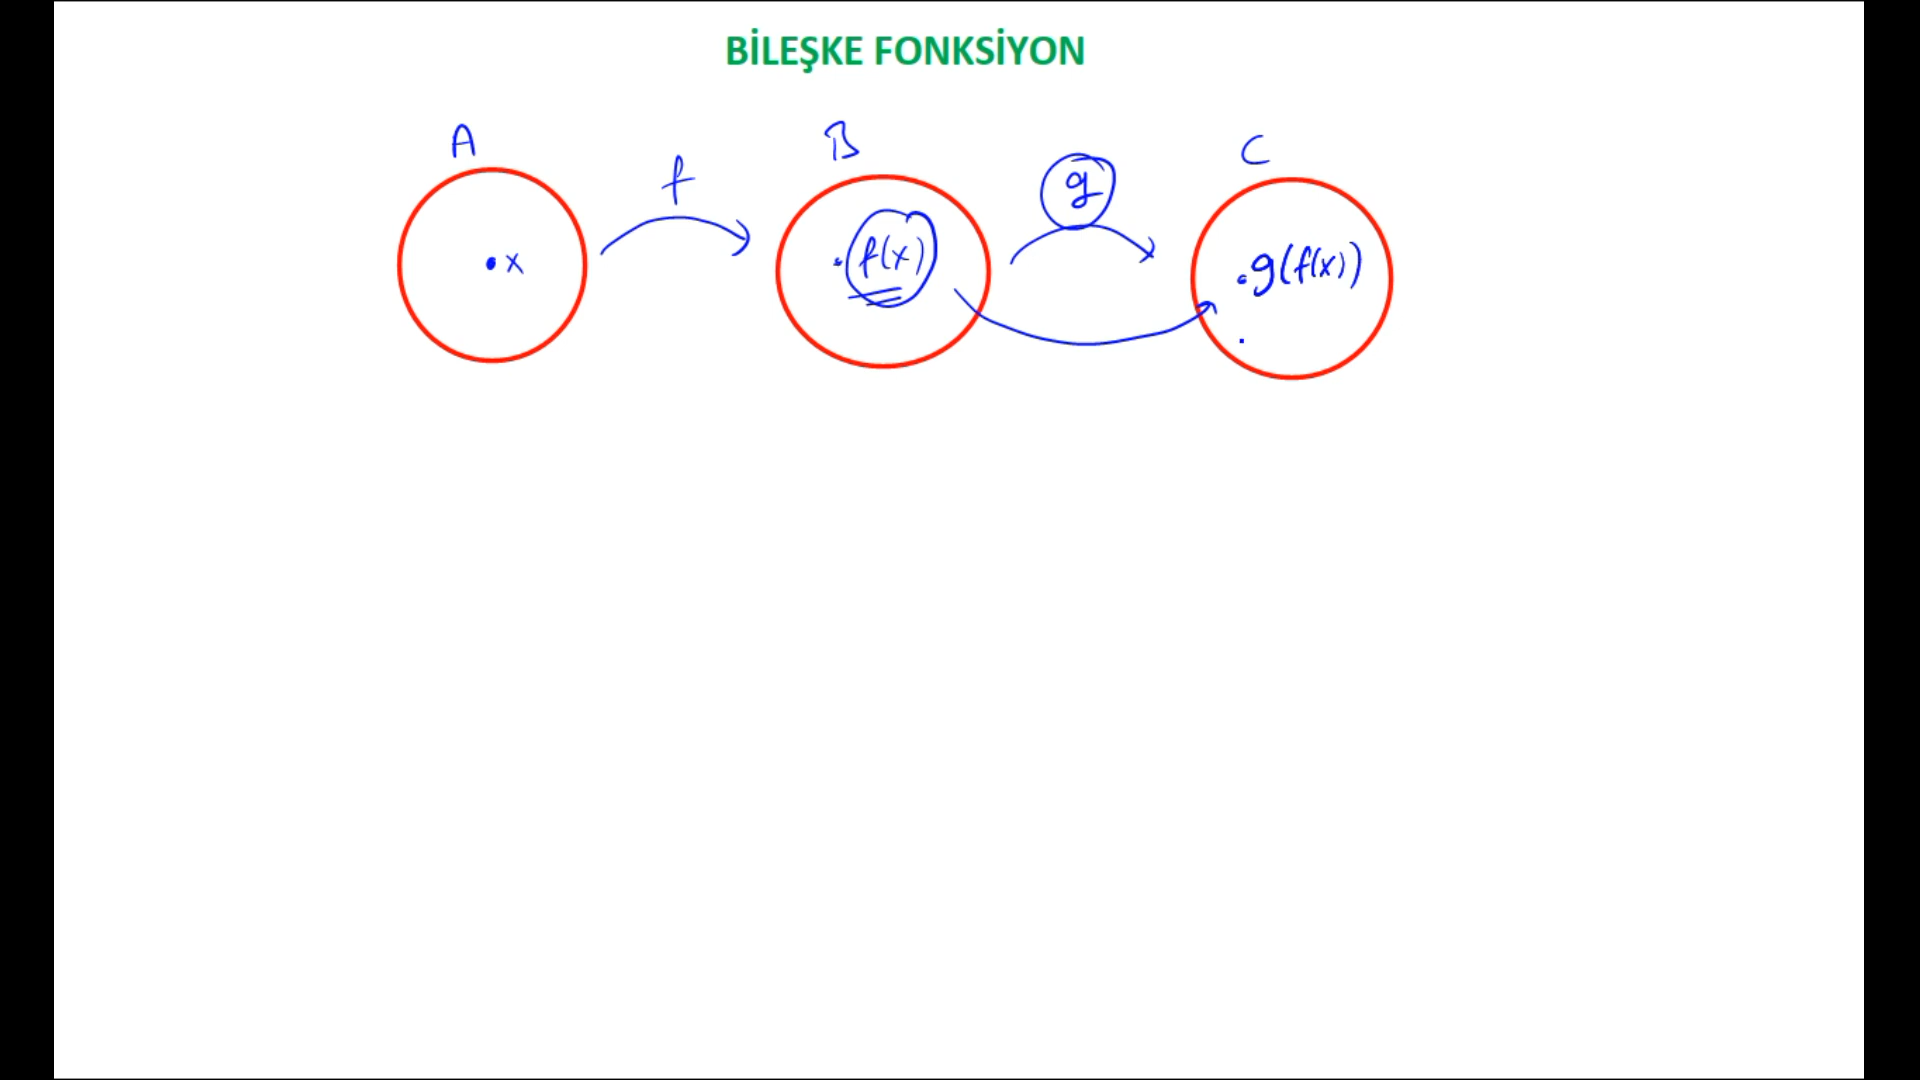 BİLEŞKE FONKSİYON
A f B g C
.x .f(x) .g(f(x))
.